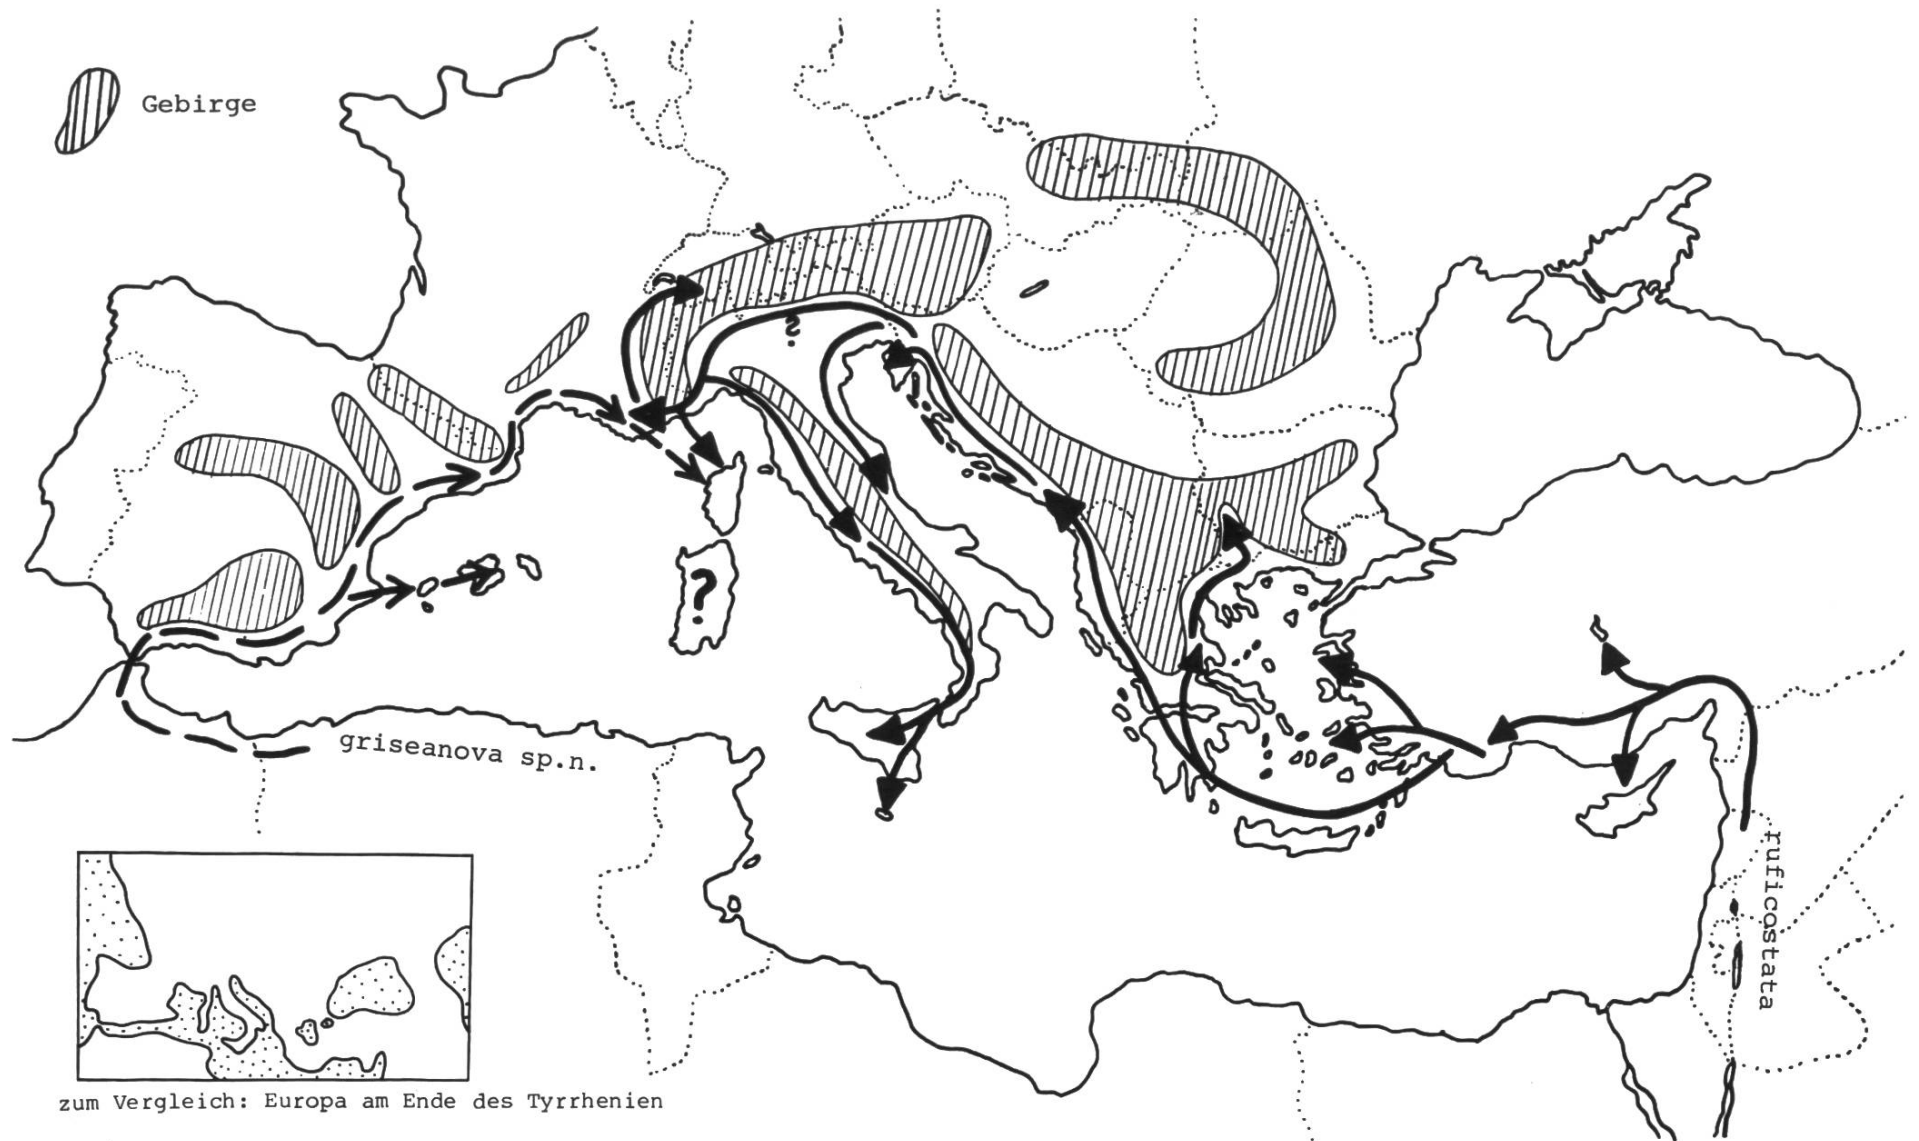 Gebirge
?
?
griseanova sp.n.
ruficostata
zum Vergleich: Europa am Ende des Tyrrhenien